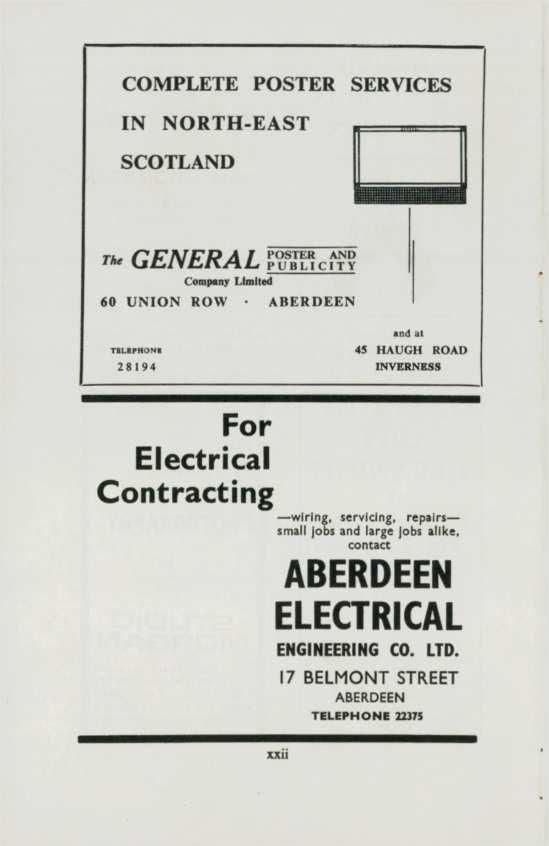 COMPLETE POSTER SERVICES
IN NORTH-EAST
SCOTLAND
The GENERAL POSTER AND PUBLICITY
Company Limited
60 UNION ROW · ABERDEEN
and at
TELEPHONE 45 HAUGH ROAD
28194 INVERNESS
For
Electrical
Contracting
—wiring, servicing, repairs—
small jobs and large jobs alike,
contact
ABERDEEN
ELECTRICAL
ENGINEERING CO. LTD.
17 BELMONT STREET
ABERDEEN
TELEPHONE 22375
xxii